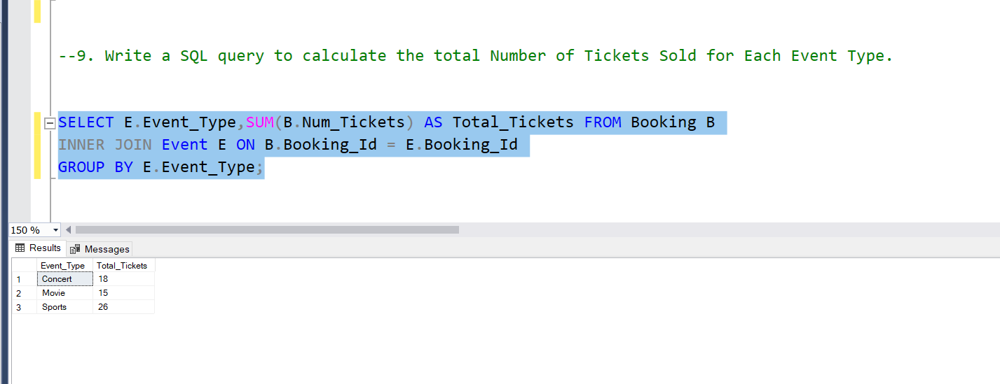 --9. Write a SQL query to calculate the total Number of Tickets Sold for Each Event Type.
SELECT E.Event_Type,SUM(B.Num_Tickets) AS Total_Tickets FROM Booking B
INNER JOIN Event E ON B.Booking_Id = E.Booking_Id
GROUP BY E.Event_Type;
150 %
Results Messages
Event_Type Total_Tickets
1 Concert 18
2 Movie 15
3 Sports 26